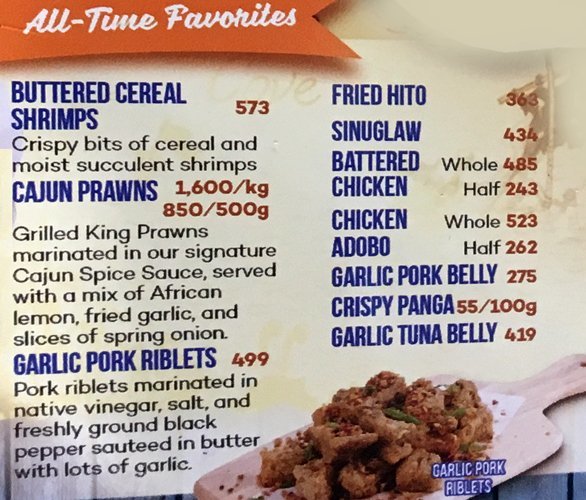 All-Time Favorites
BUTTERED CEREAL
SHRIMPS 573
Crispy bits of cereal and
moist succulent shrimps
CAJUN PRAWNS 1,600/kg
850/500g
Grilled King Prawns
marinated in our signature
Cajun Spice Sauce, served
with a mix of African
lemon, fried garlic, and
slices of spring onion.
GARLIC PORK RIBLETS 499
Pork riblets marinated in
native vinegar, salt, and
freshly ground black
pepper sauteed in butter
with lots of garlic.
FRIED HITO 363
SINUGLAW 434
BATTERED Whole 485
CHICKEN Half 243
CHICKEN Whole 523
ADOBO Half 262
GARLIC PORK BELLY 275
CRISPY PANGA 55/100g
GARLIC TUNA BELLY 419
GARLIC PORK
RIBLETS